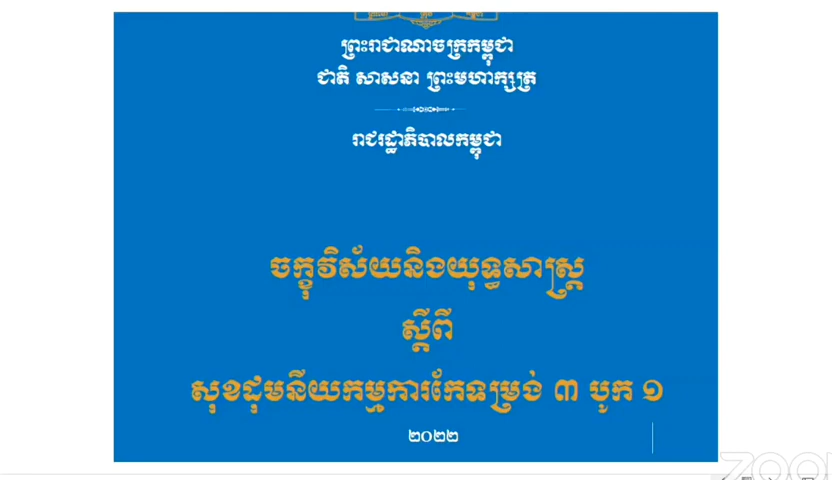 ព្រះរាជាណាចក្រកម្ពុជា
ជាតិ សាសនា ព្រះមហាក្សត្រ
រាជរដ្ឋាភិបាលកម្ពុជា
ចក្ខុវិស័យនិងយុទ្ធសាស្ត្រ
ស្តីពី
សុខដុមនីយកម្មការកែទម្រង់ ៣ បូក ១
២០២២